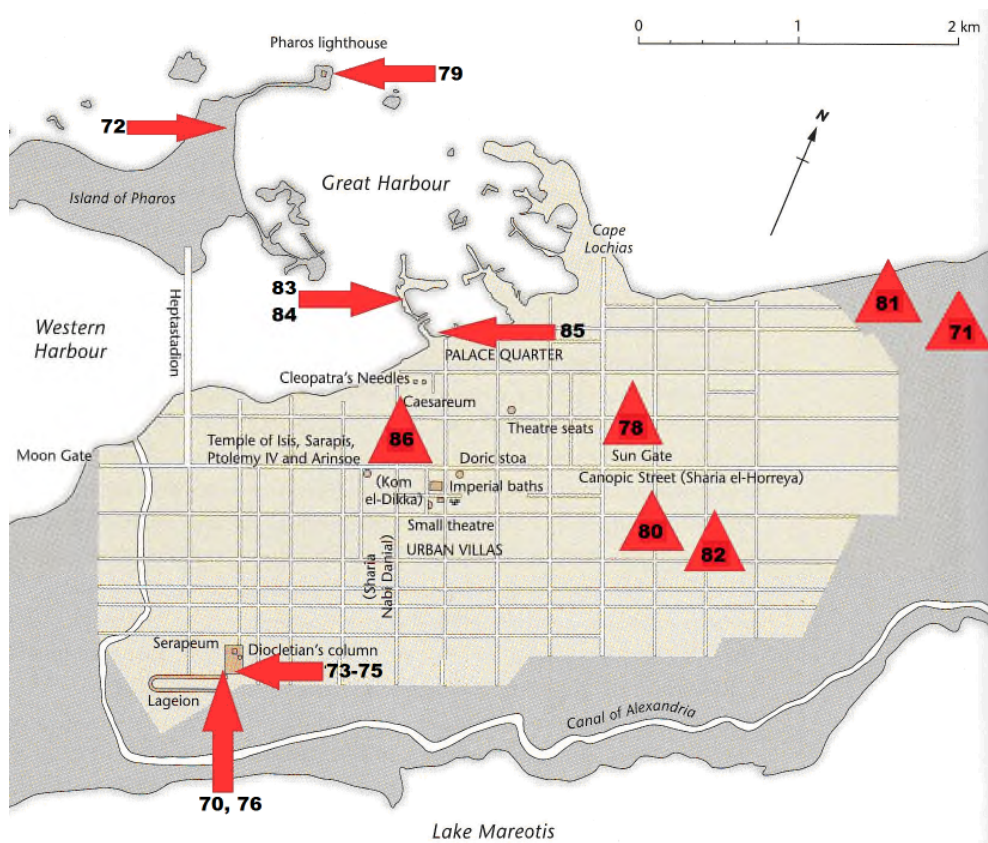 0 1 2 km
Pharos lighthouse
79
72
N
Great Harbour
Island of Pharos
Cape
Lochias
83
84
81
71
Heptastadion
Western
Harbour
85
PALACE QUARTER
Cleopatra's Needles
Caesareum
Theatre seats
78
86
Temple of Isis, Sarapis,
Ptolemy IV and Arinsoe
Moon Gate
Sun Gate
Doric stoa
Canopic Street (Sharia el-Horreya)
(Kom
el-Dikka)
Imperial baths
Small theatre
80
82
URBAN VILLAS
(Sharia
Nabi Danial)
Serapeum
Diocletian's column
73-75
Lageion
Canal of Alexandria
70, 76
Lake Mareotis